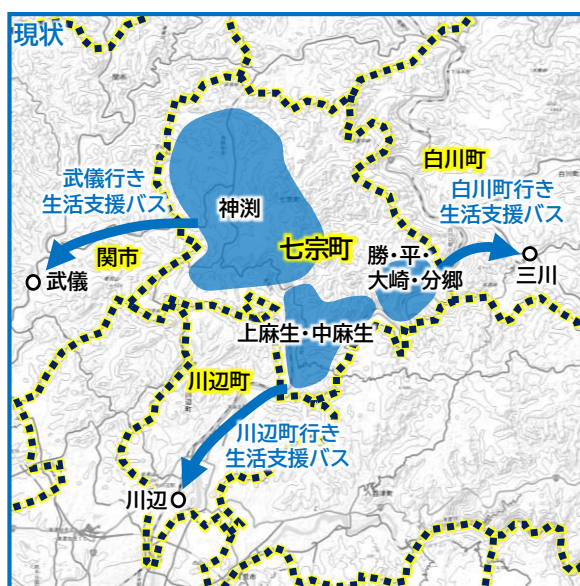 現状
白川町
武儀行き
生活支援バス
白川町行き
生活支援バス
神渕
七宗町
関市
勝・平・
大崎・分郷
武儀
三川
上麻生・中麻生
川辺町
川辺町行き
生活支援バス
川辺